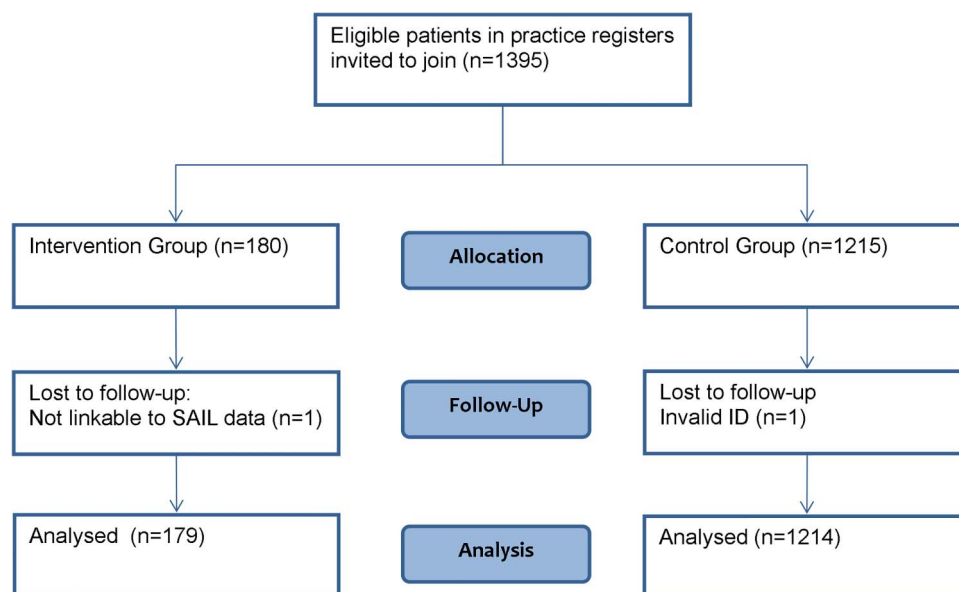 Eligible patients in practice registers
invited to join (n=1395)
Intervention Group (n=180)
Allocation
Control Group (n=1215)
Lost to follow-up:
Not linkable to SAIL data (n=1)
Follow-Up
Lost to follow-up
Invalid ID (n=1)
Analysed (n=179)
Analysis
Analysed (n=1214)